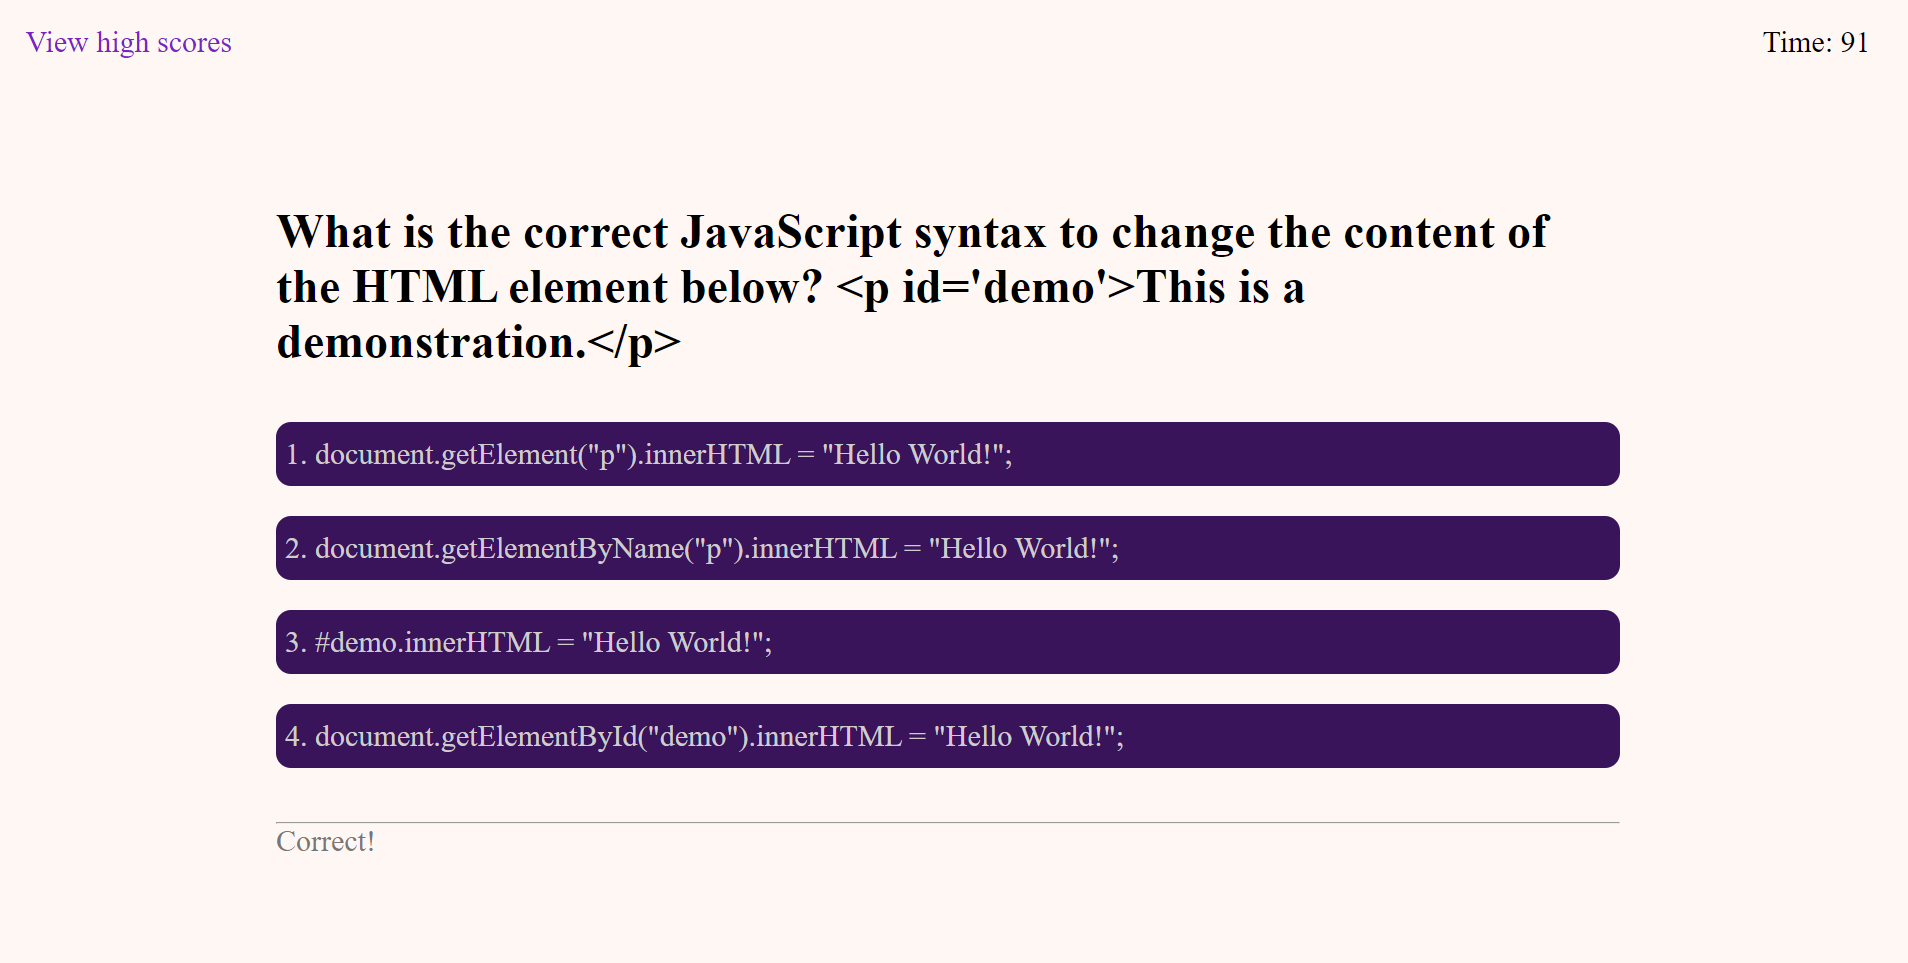 View high scores
Time: 91
What is the correct JavaScript syntax to change the content of
the HTML element below? <p id='demo'>This is a
demonstration.</p>
1. document.getElement("p").innerHTML = "Hello World!";
2. document.getElementByName("p").innerHTML = "Hello World!";
3. #demo.innerHTML = "Hello World!";
4. document.getElementById("demo").innerHTML = "Hello World!";
Correct!